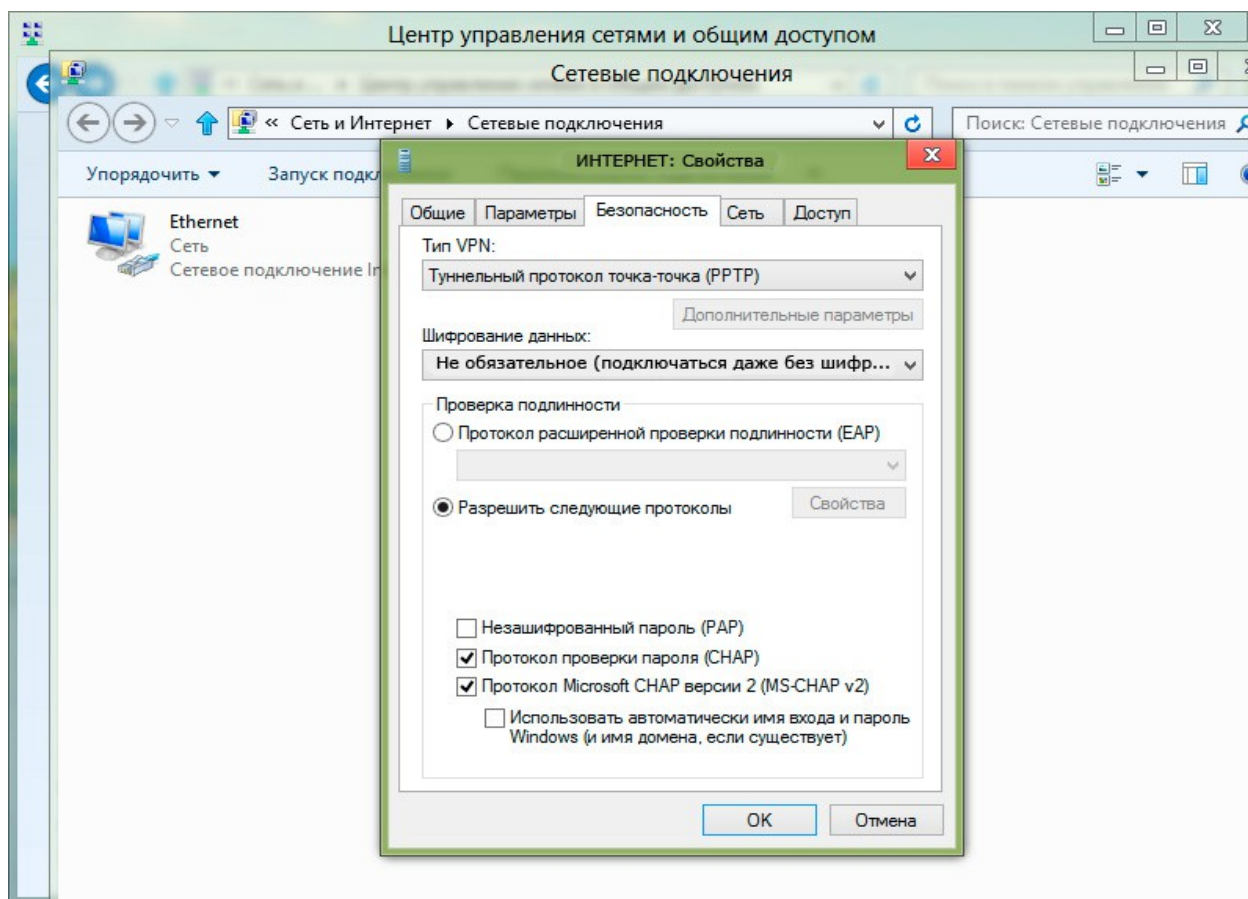 Центр управления сетями и общим доступом
Сетевые подключения
« Сеть и Интернет Сетевые подключения
Поиск: Сетевые подключения
ИНТЕРНЕТ: Свойства
Упорядочить
Запуск подкл
Общие Параметры Безопасность Сеть Доступ
Ethernet
Сеть
Сетевое подключение In
Тип VPN:
Туннельный протокол точка-точка (PPTP)
Дополнительные параметры
Шифрование данных:
Не обязательное (подключаться даже без шифр...
Проверка подлинности
Протокол расширенной проверки подлинности (EAP)
Разрешить следующие протоколы
Свойства
Незашифрованный пароль (PAP)
Протокол проверки пароля (CHAP)
Протокол Microsoft CHAP версии 2 (MS-CHAP v2)
Использовать автоматически имя входа и пароль
Windows (и имя домена, если существует)
OK Отмена